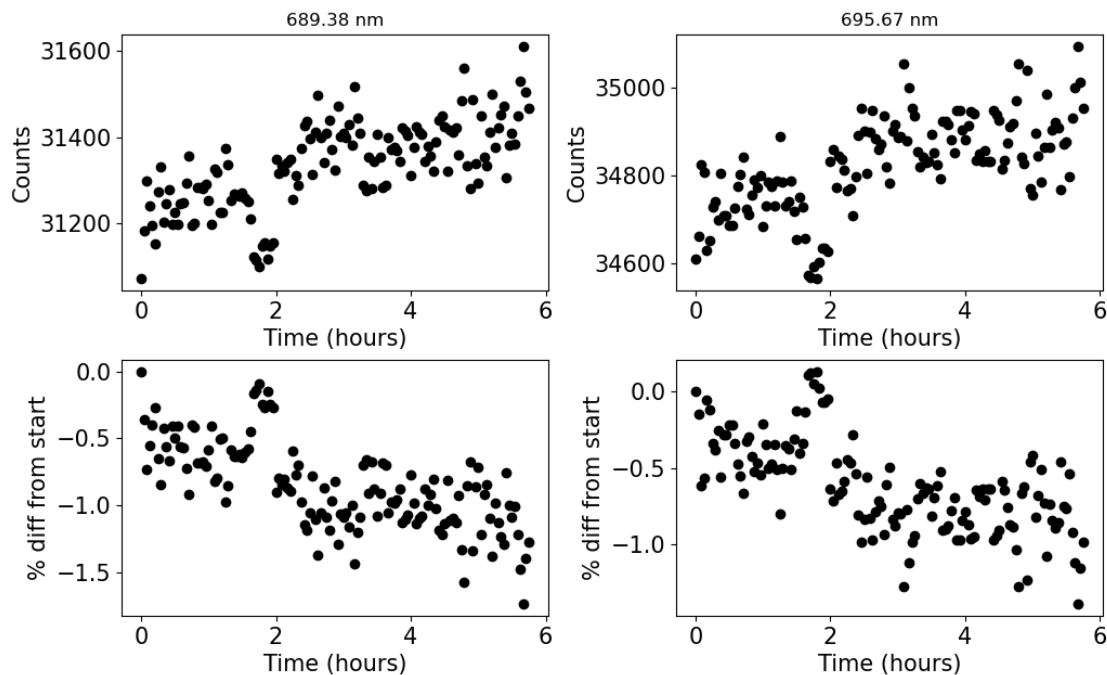 689.38 nm
695.67 nm
31600
31400
31200
Counts
0
2
4
6
Time (hours)
35000
34800
34600
Counts
0
2
4
6
Time (hours)
0.0
−0.5
−1.0
−1.5
% diff from start
0
2
4
6
Time (hours)
0.0
−0.5
−1.0
% diff from start
0
2
4
6
Time (hours)